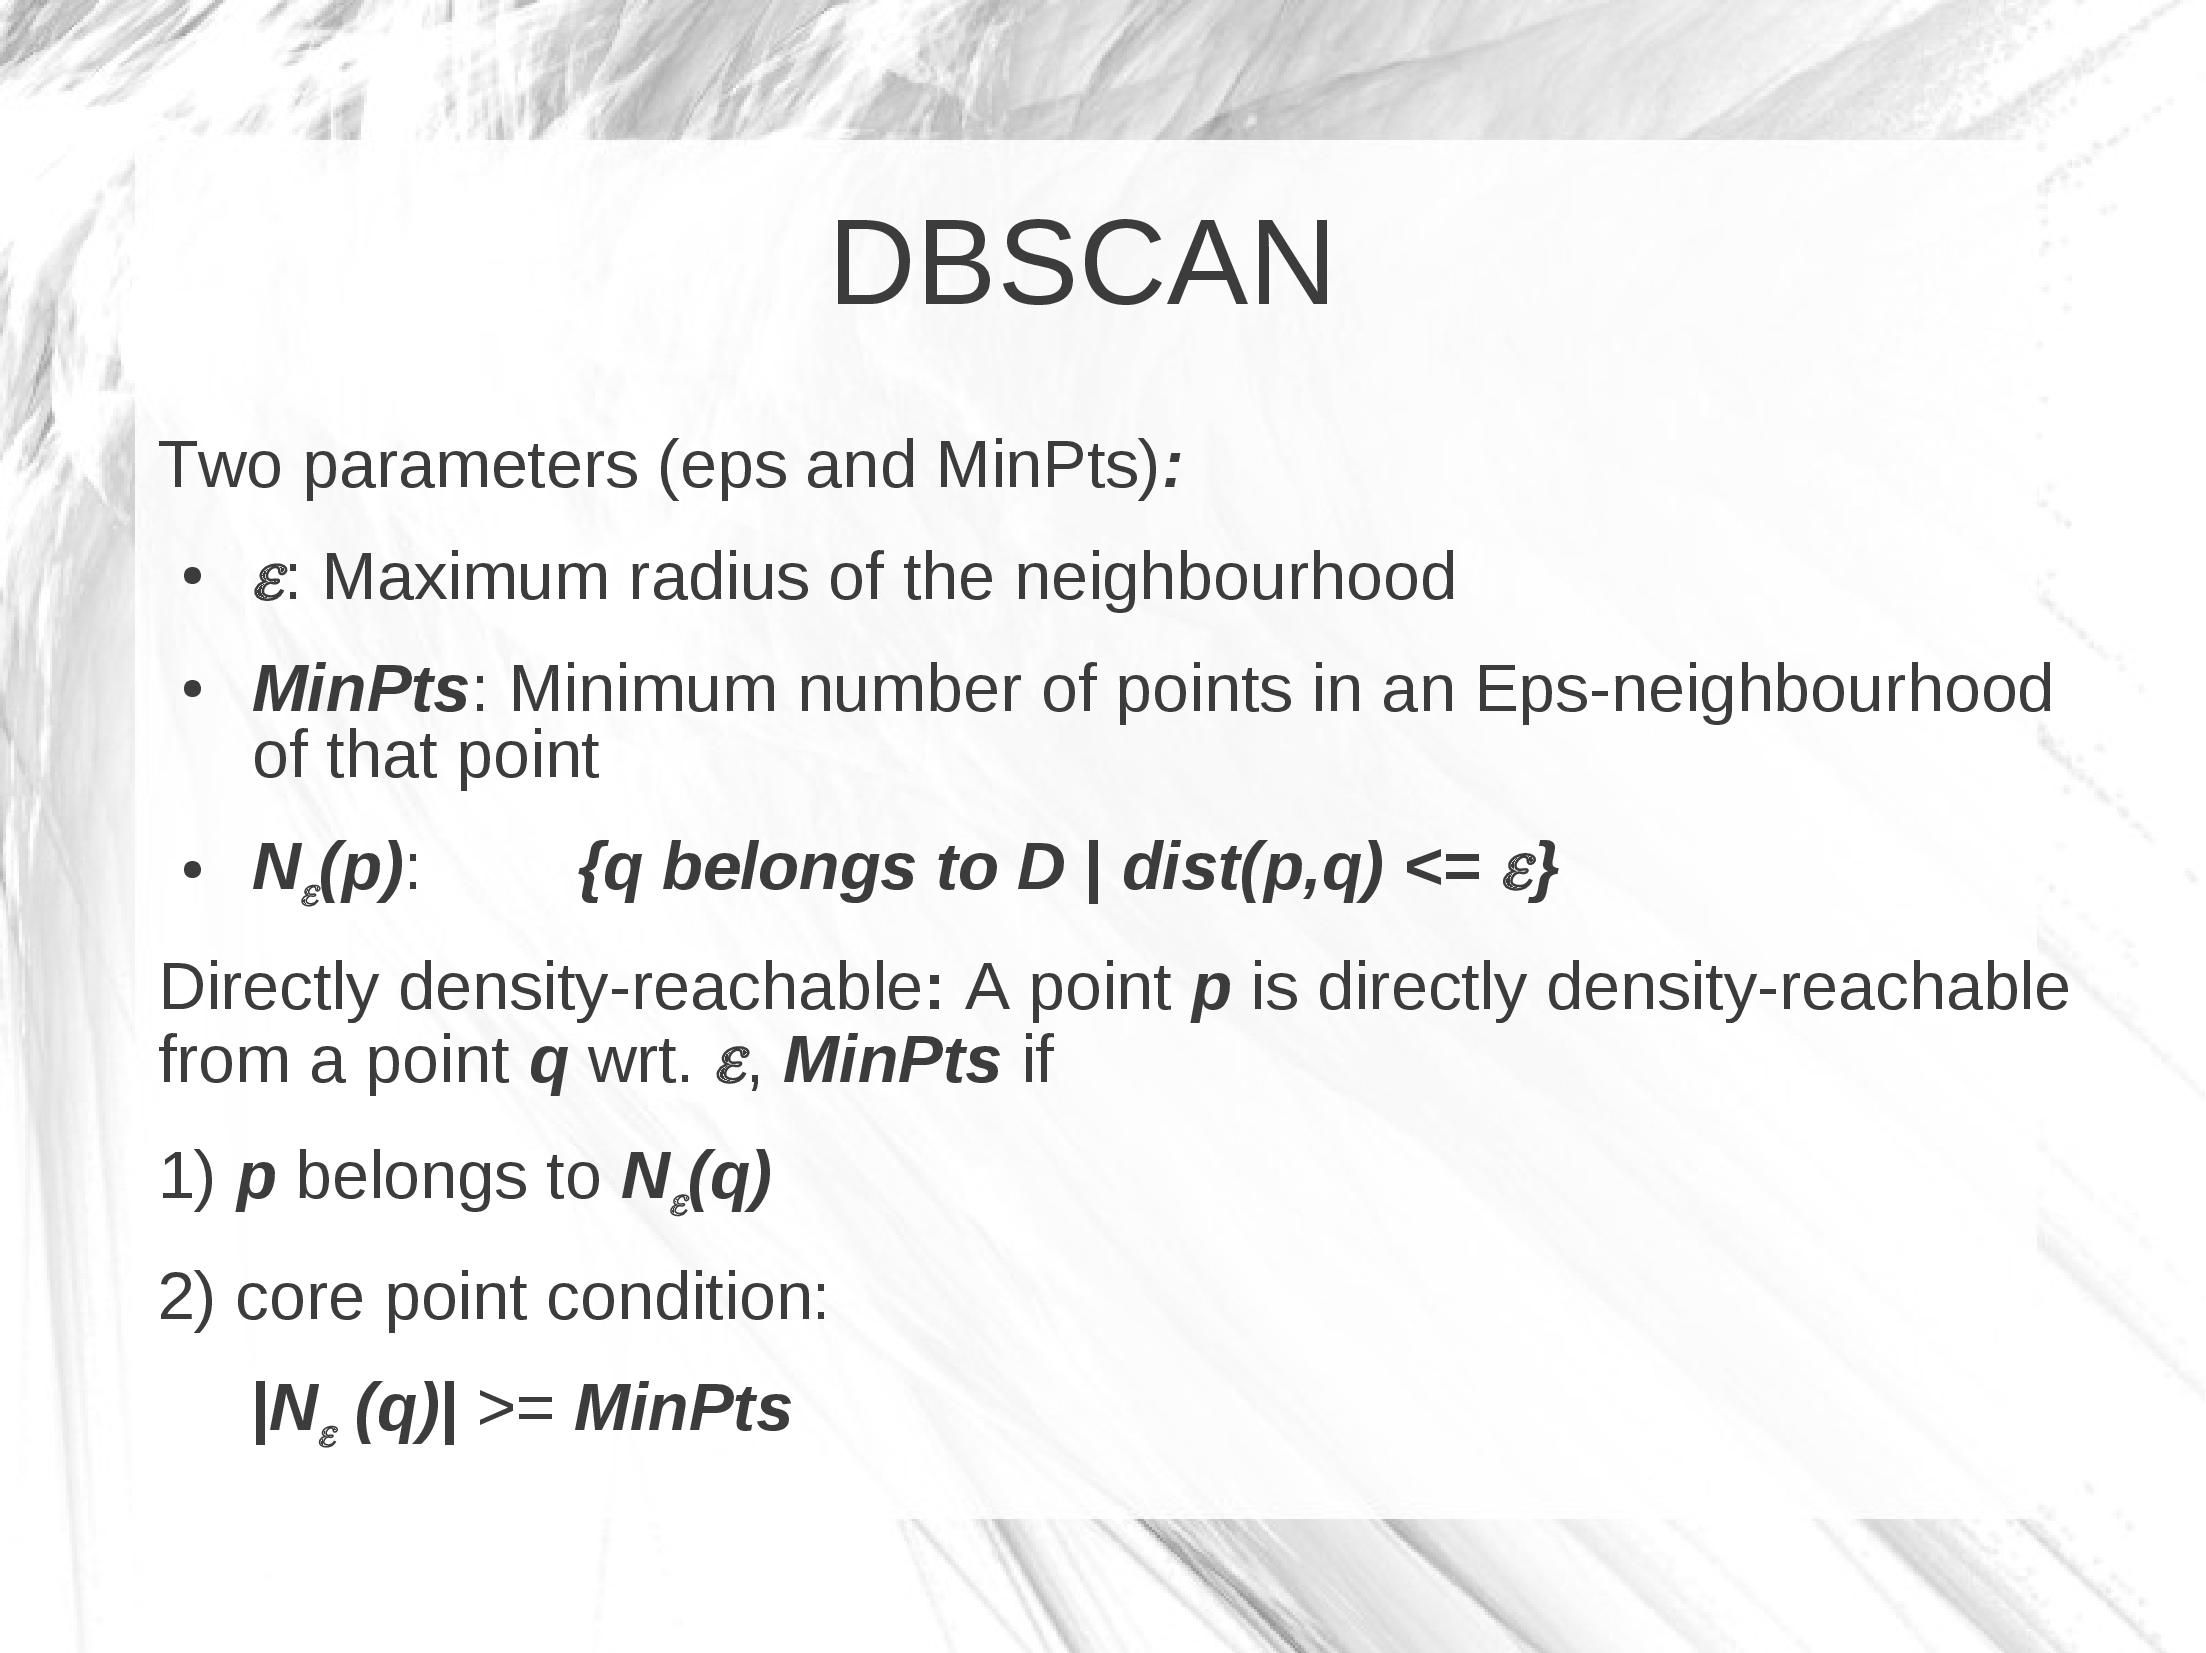 DBSCAN
Two parameters (eps and MinPts):
• ε: Maximum radius of the neighbourhood
• MinPts: Minimum number of points in an Eps-neighbourhood
of that point
• Nε(p): {q belongs to D | dist(p,q) <= ε}
Directly density-reachable: A point p is directly density-reachable
from a point q wrt. ε, MinPts if
1) p belongs to Nε(q)
2) core point condition:
|Nε (q)| >= MinPts